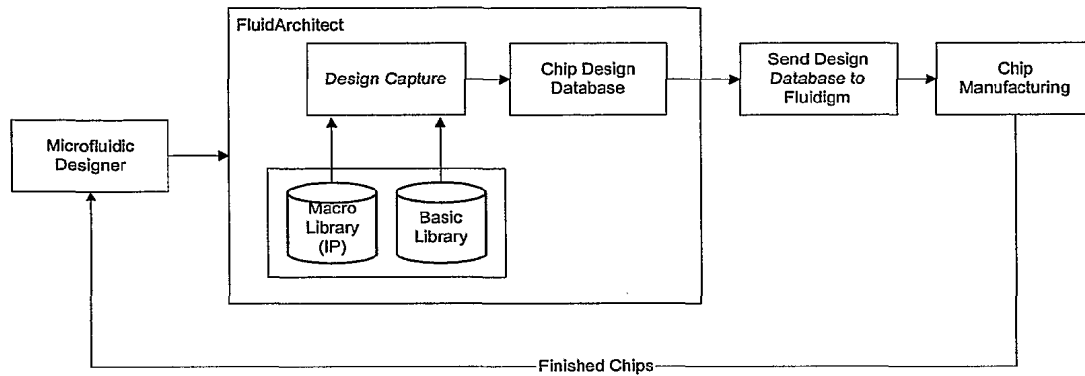 FluidArchitect
Design Capture
Chip Design
Database
Send Design
Database to
Fluidigm
Chip
Manufacturing
Microfluidic
Designer
Macro
Library
(IP)
Basic
Library
Finished Chips